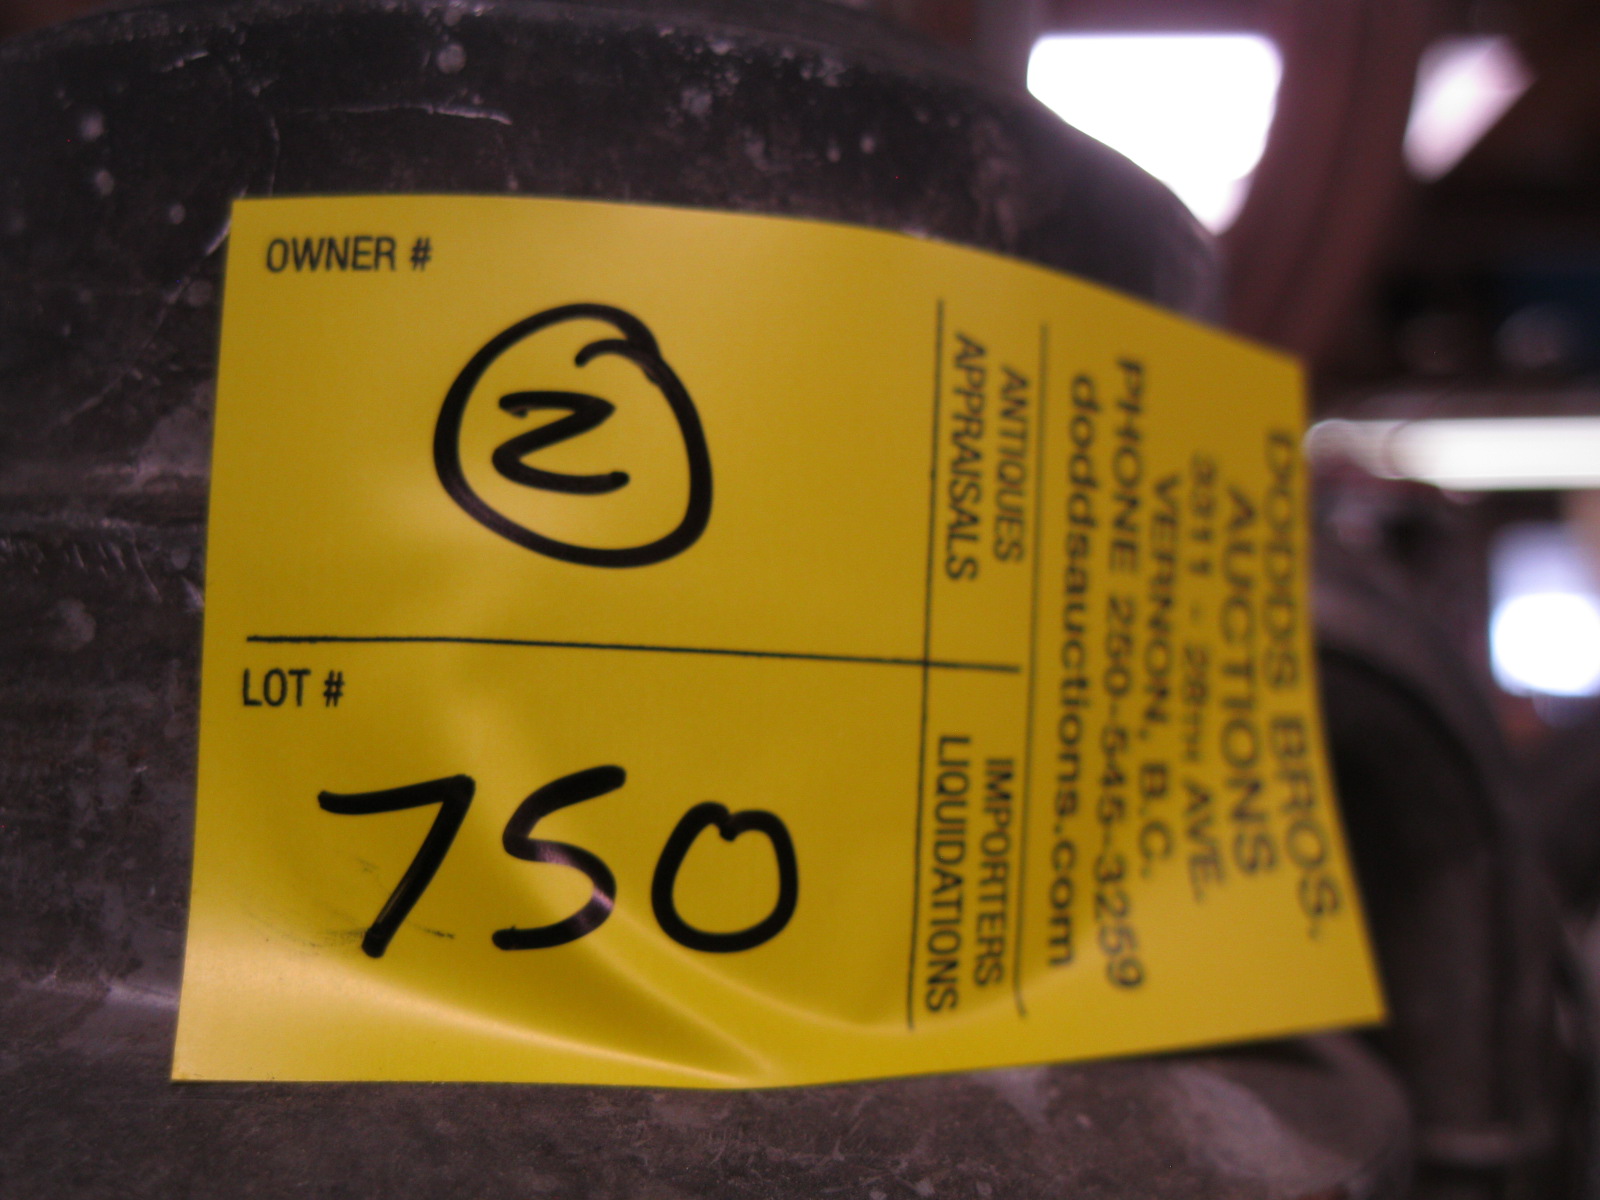 OWNER #
2
LOT #
750
DODDS BROS.
AUCTIONS
3311 - 28TH AVE.
VERNON, B.C.
PHONE 250-545-3259
doddsauctions.com
ANTIQUES
APPRAISALS
IMPORTERS
LIQUIDATIONS